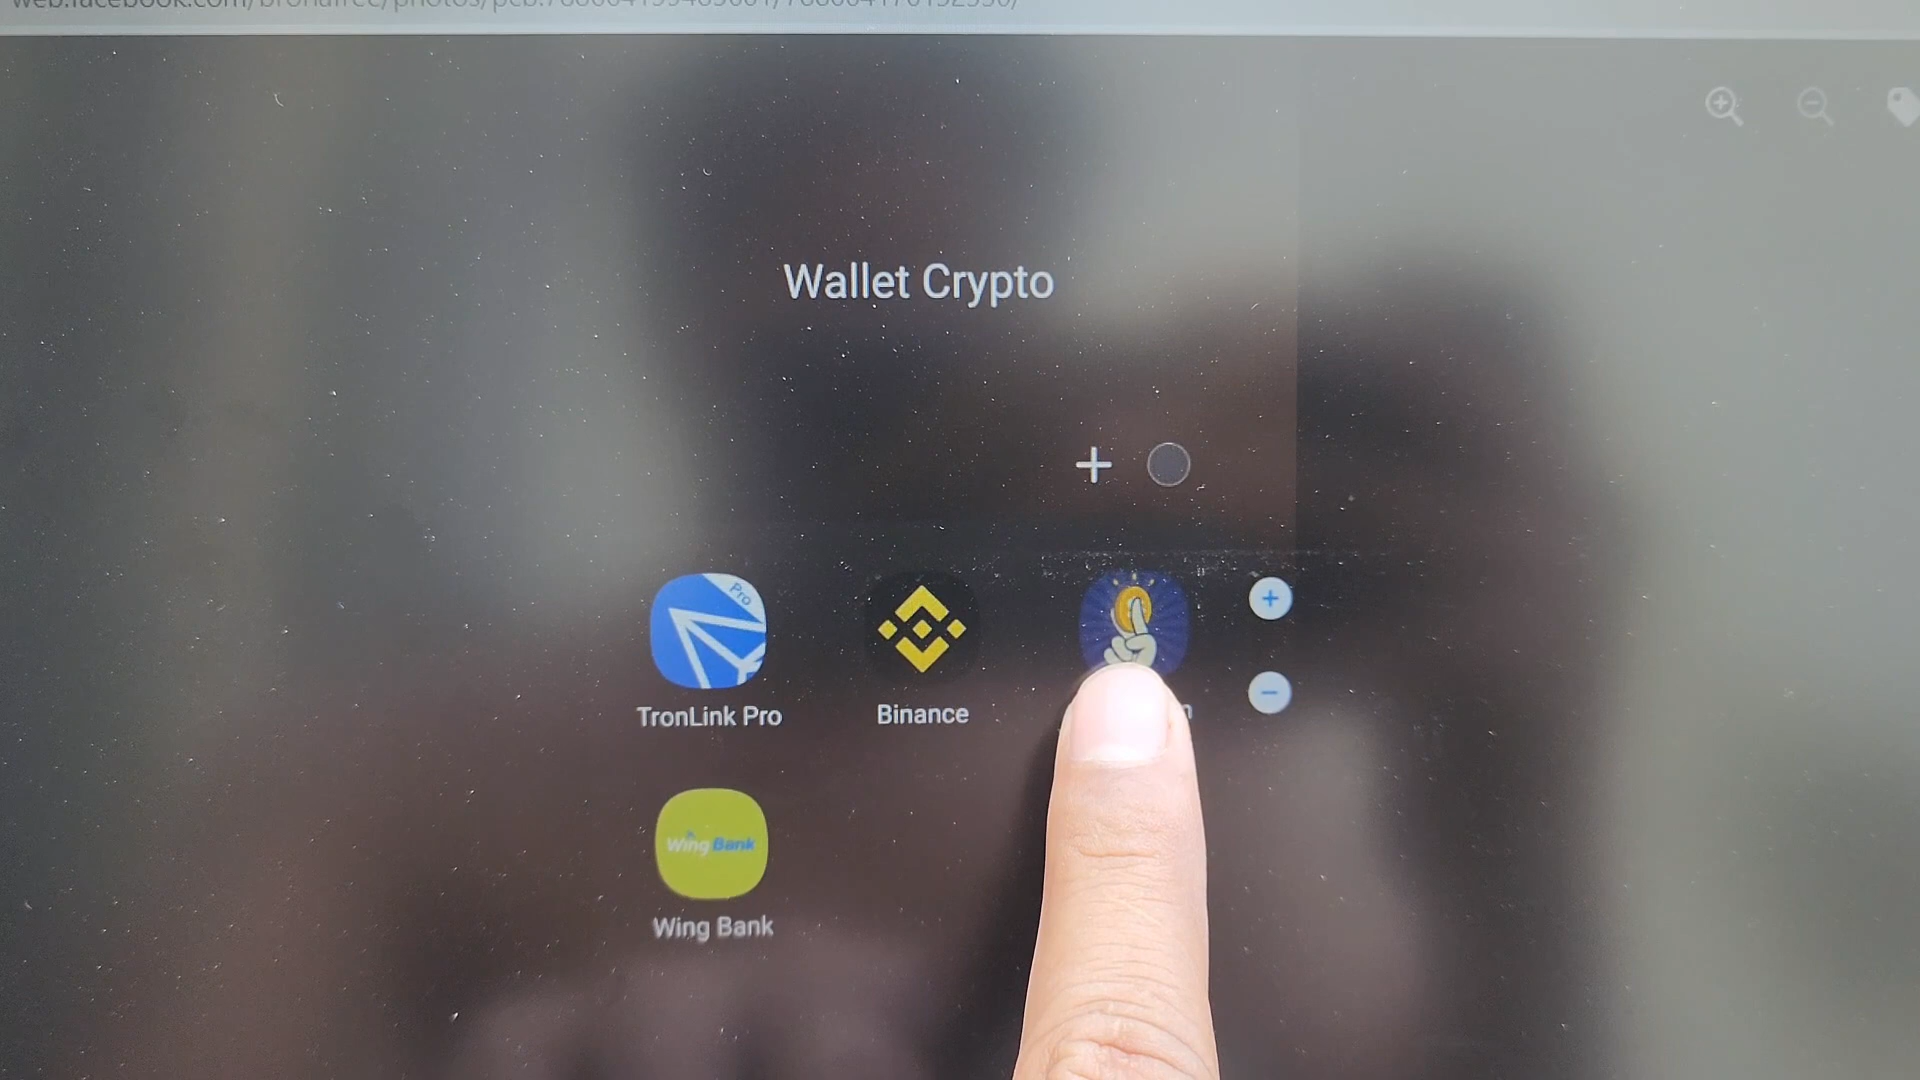 Wallet Crypto
Pro
TronLink Pro
Binance
Wing Bank
Wing Bank